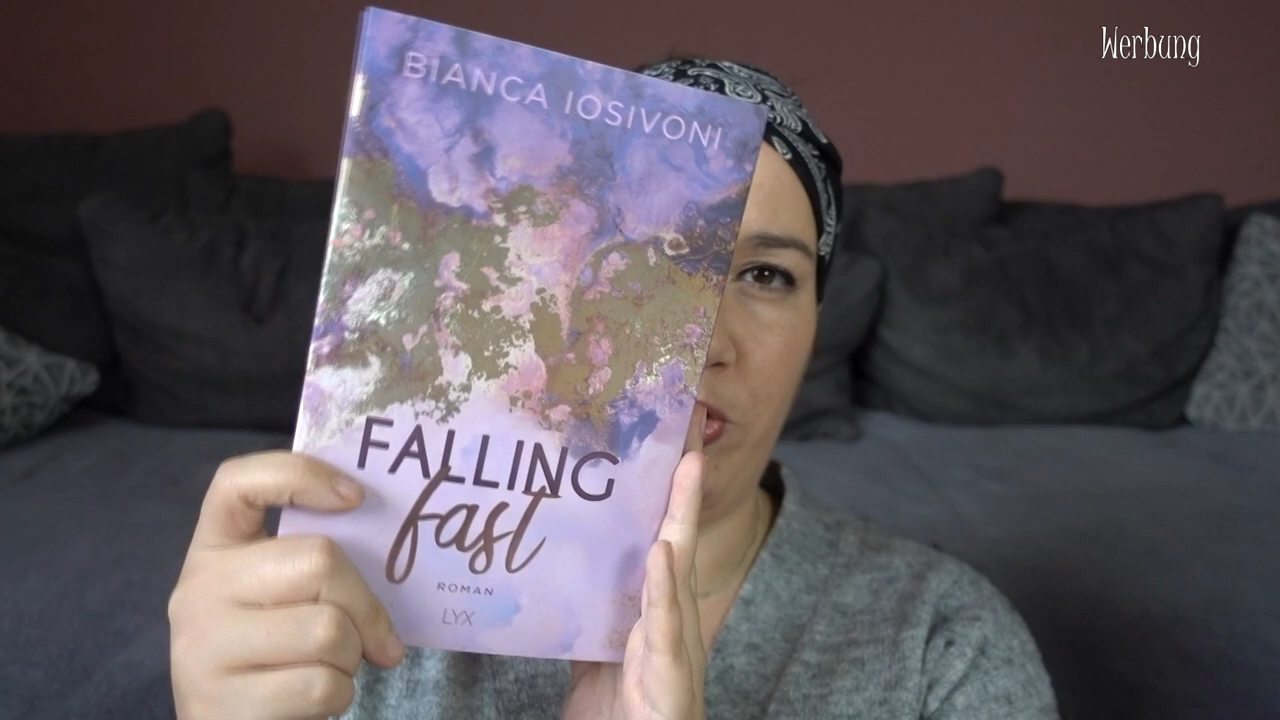 Werbung
BIANCA IOSIVONI
FALLING
fast
ROMAN
LYX